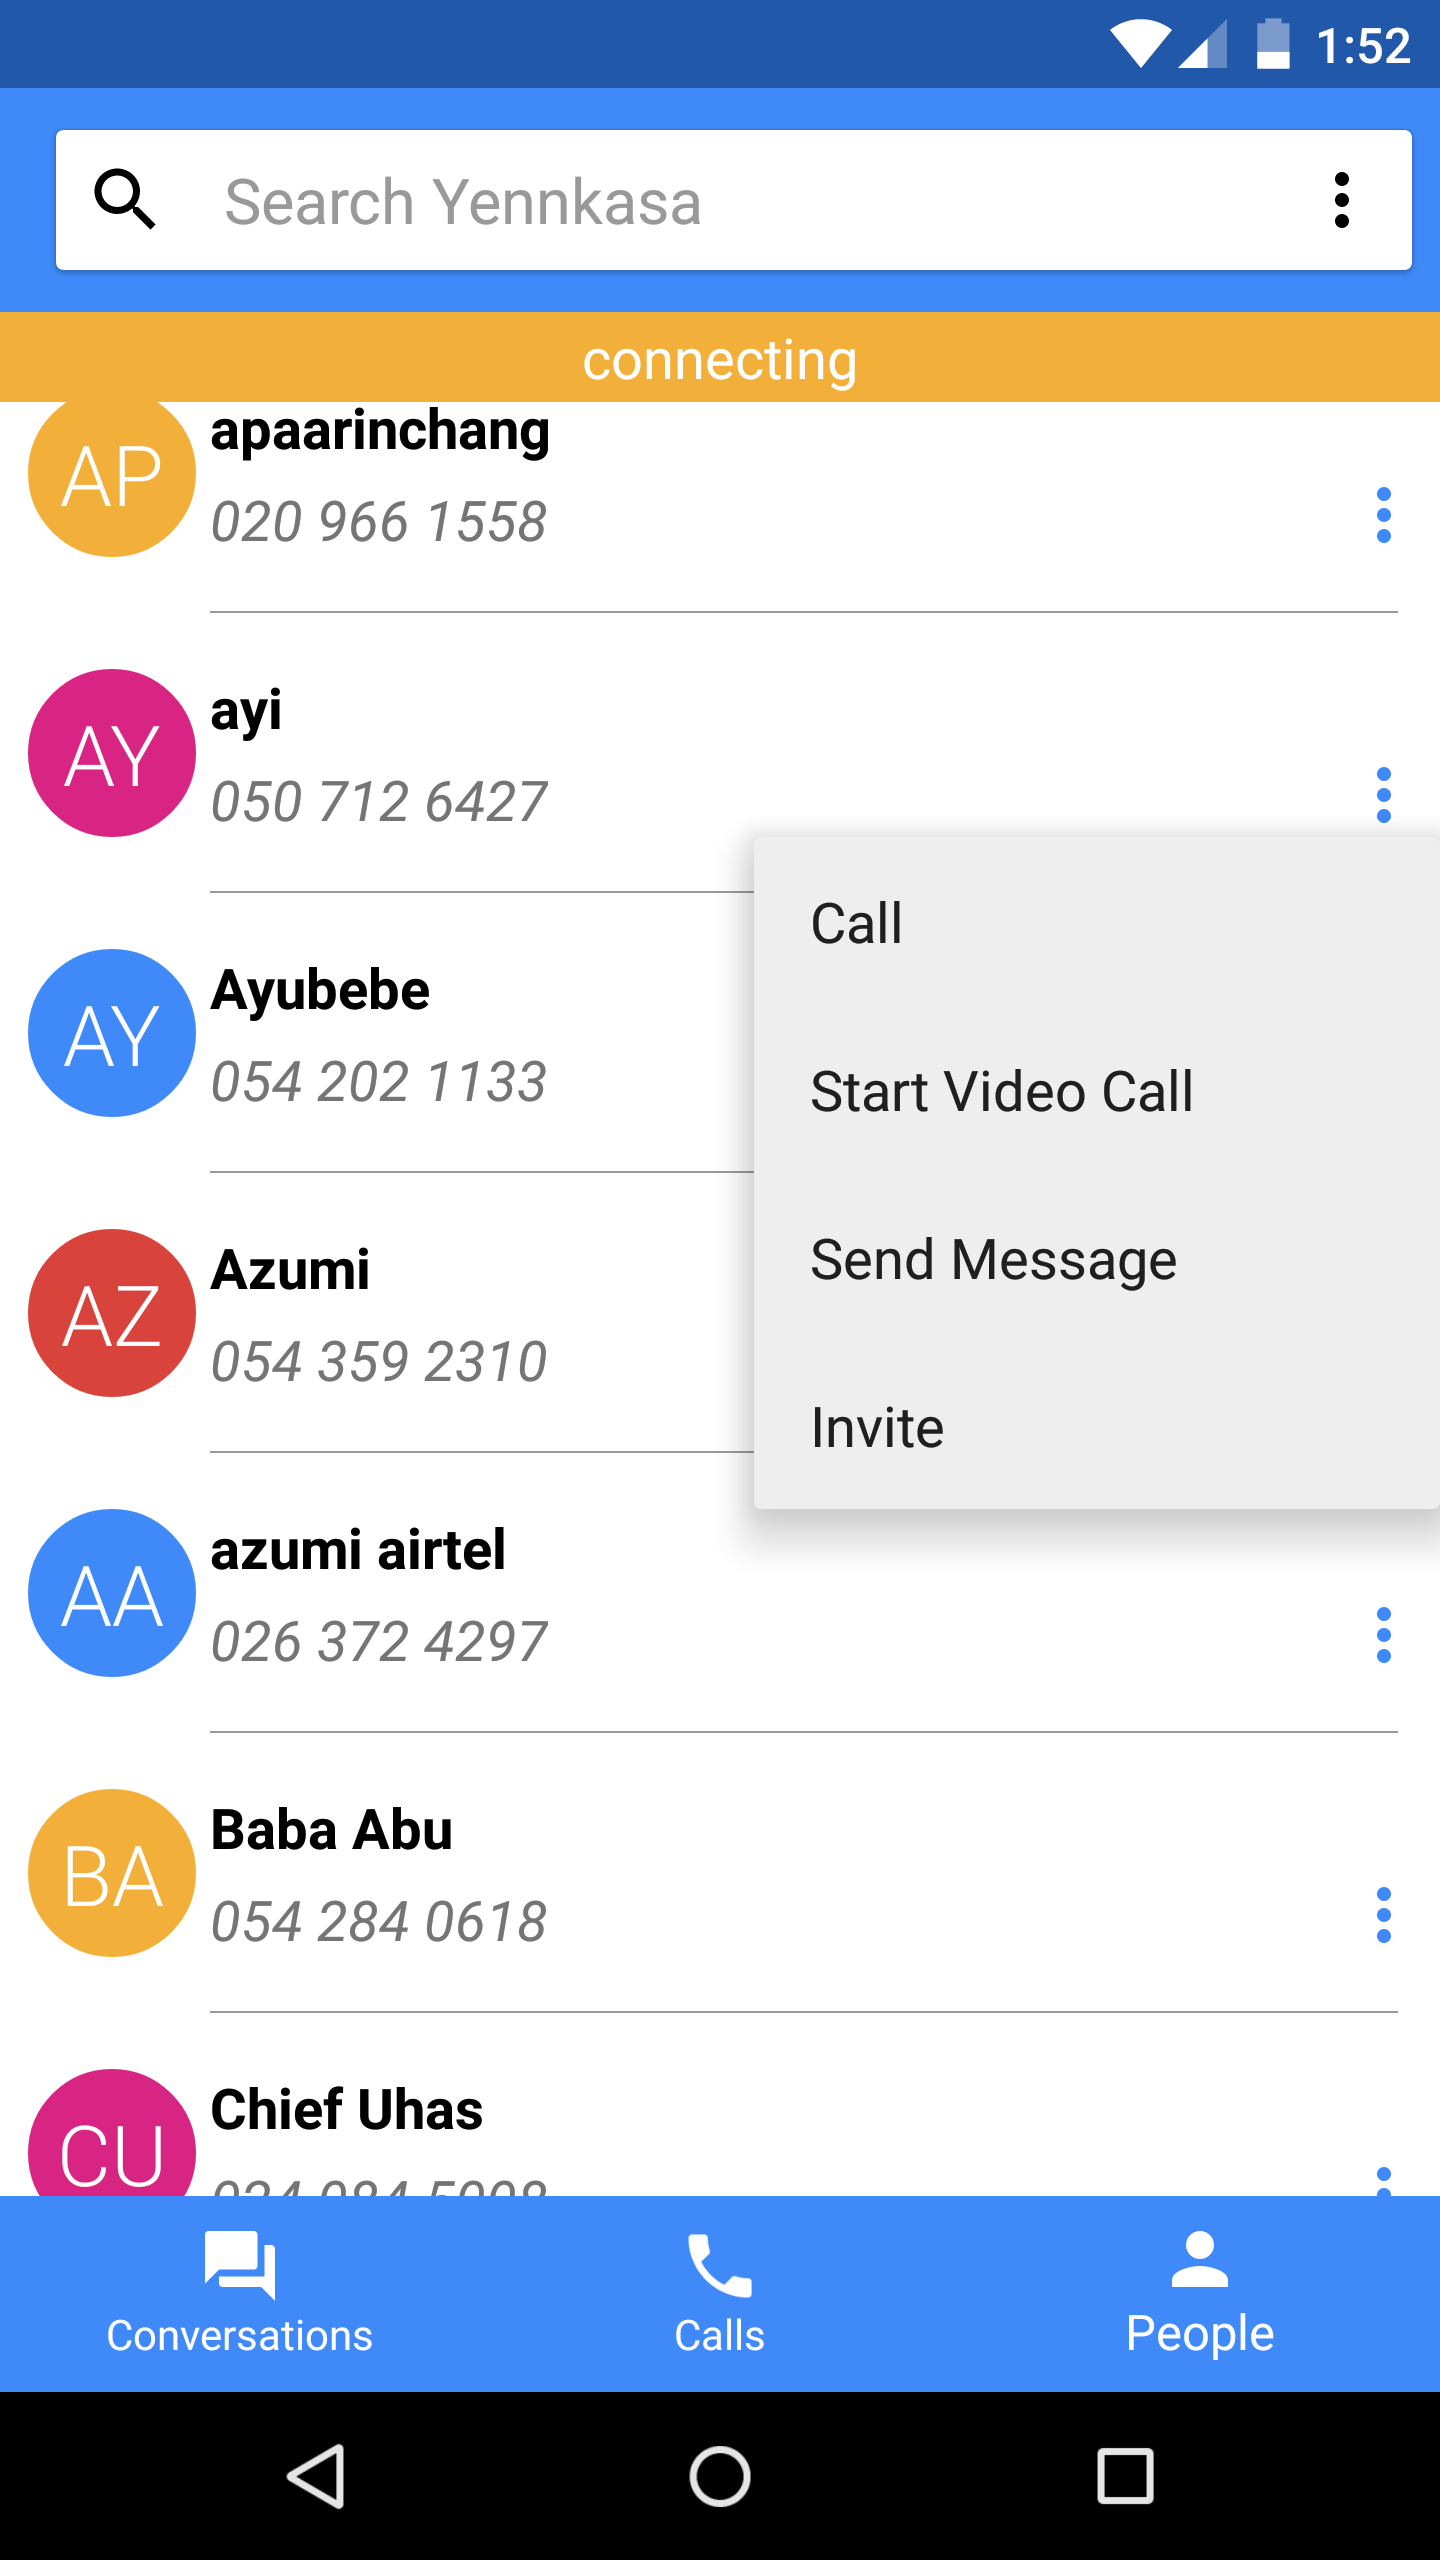 1:52
Search Yennkasa
connecting
AP
apaarinchang
020 966 1558
AY
ayi
050 712 6427
Call
Start Video Call
Send Message
Invite
AY
Ayubebe
054 202 1133
AZ
Azumi
054 359 2310
AA
azumi airtel
026 372 4297
BA
Baba Abu
054 284 0618
CU
Chief Uhas
Conversations
Calls
People